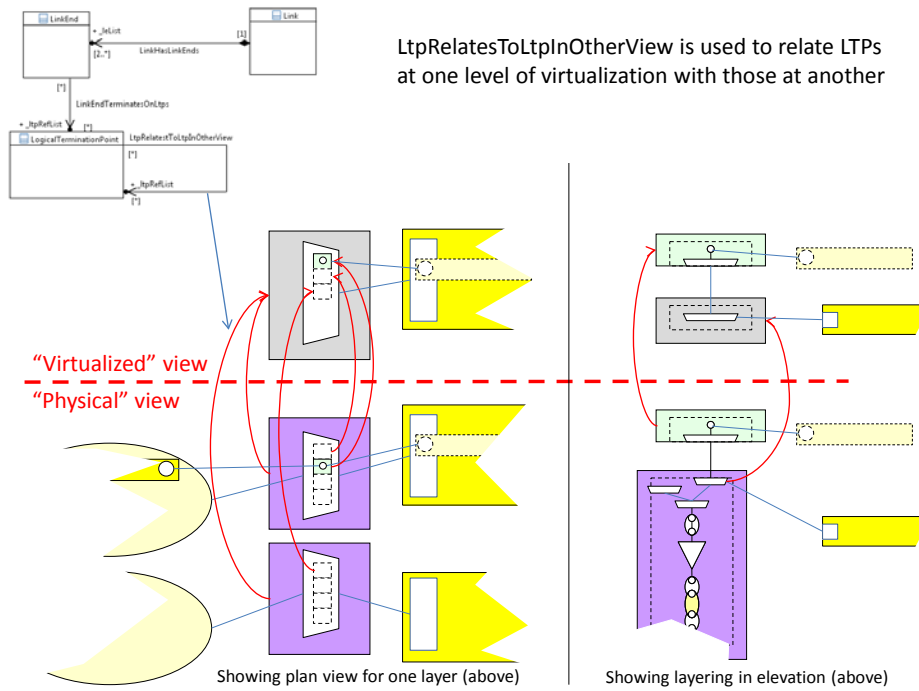 LinkEnd
Link
+ _leList
[1]
[2..*]
LinkHasLinkEnds
LtpRelatesToLtpInOtherView is used to relate LTPs
at one level of virtualization with those at another
[*]
LinkEndTerminatesOnLtps
+ _ltpRefList
[*]
LogicalTerminationPoint
LtpRelatestToLtpInOtherView
[*]
+ _ltpRefList
[*]
“Virtualized” view
“Physical” view
Showing plan view for one layer (above)
Showing layering in elevation (above)